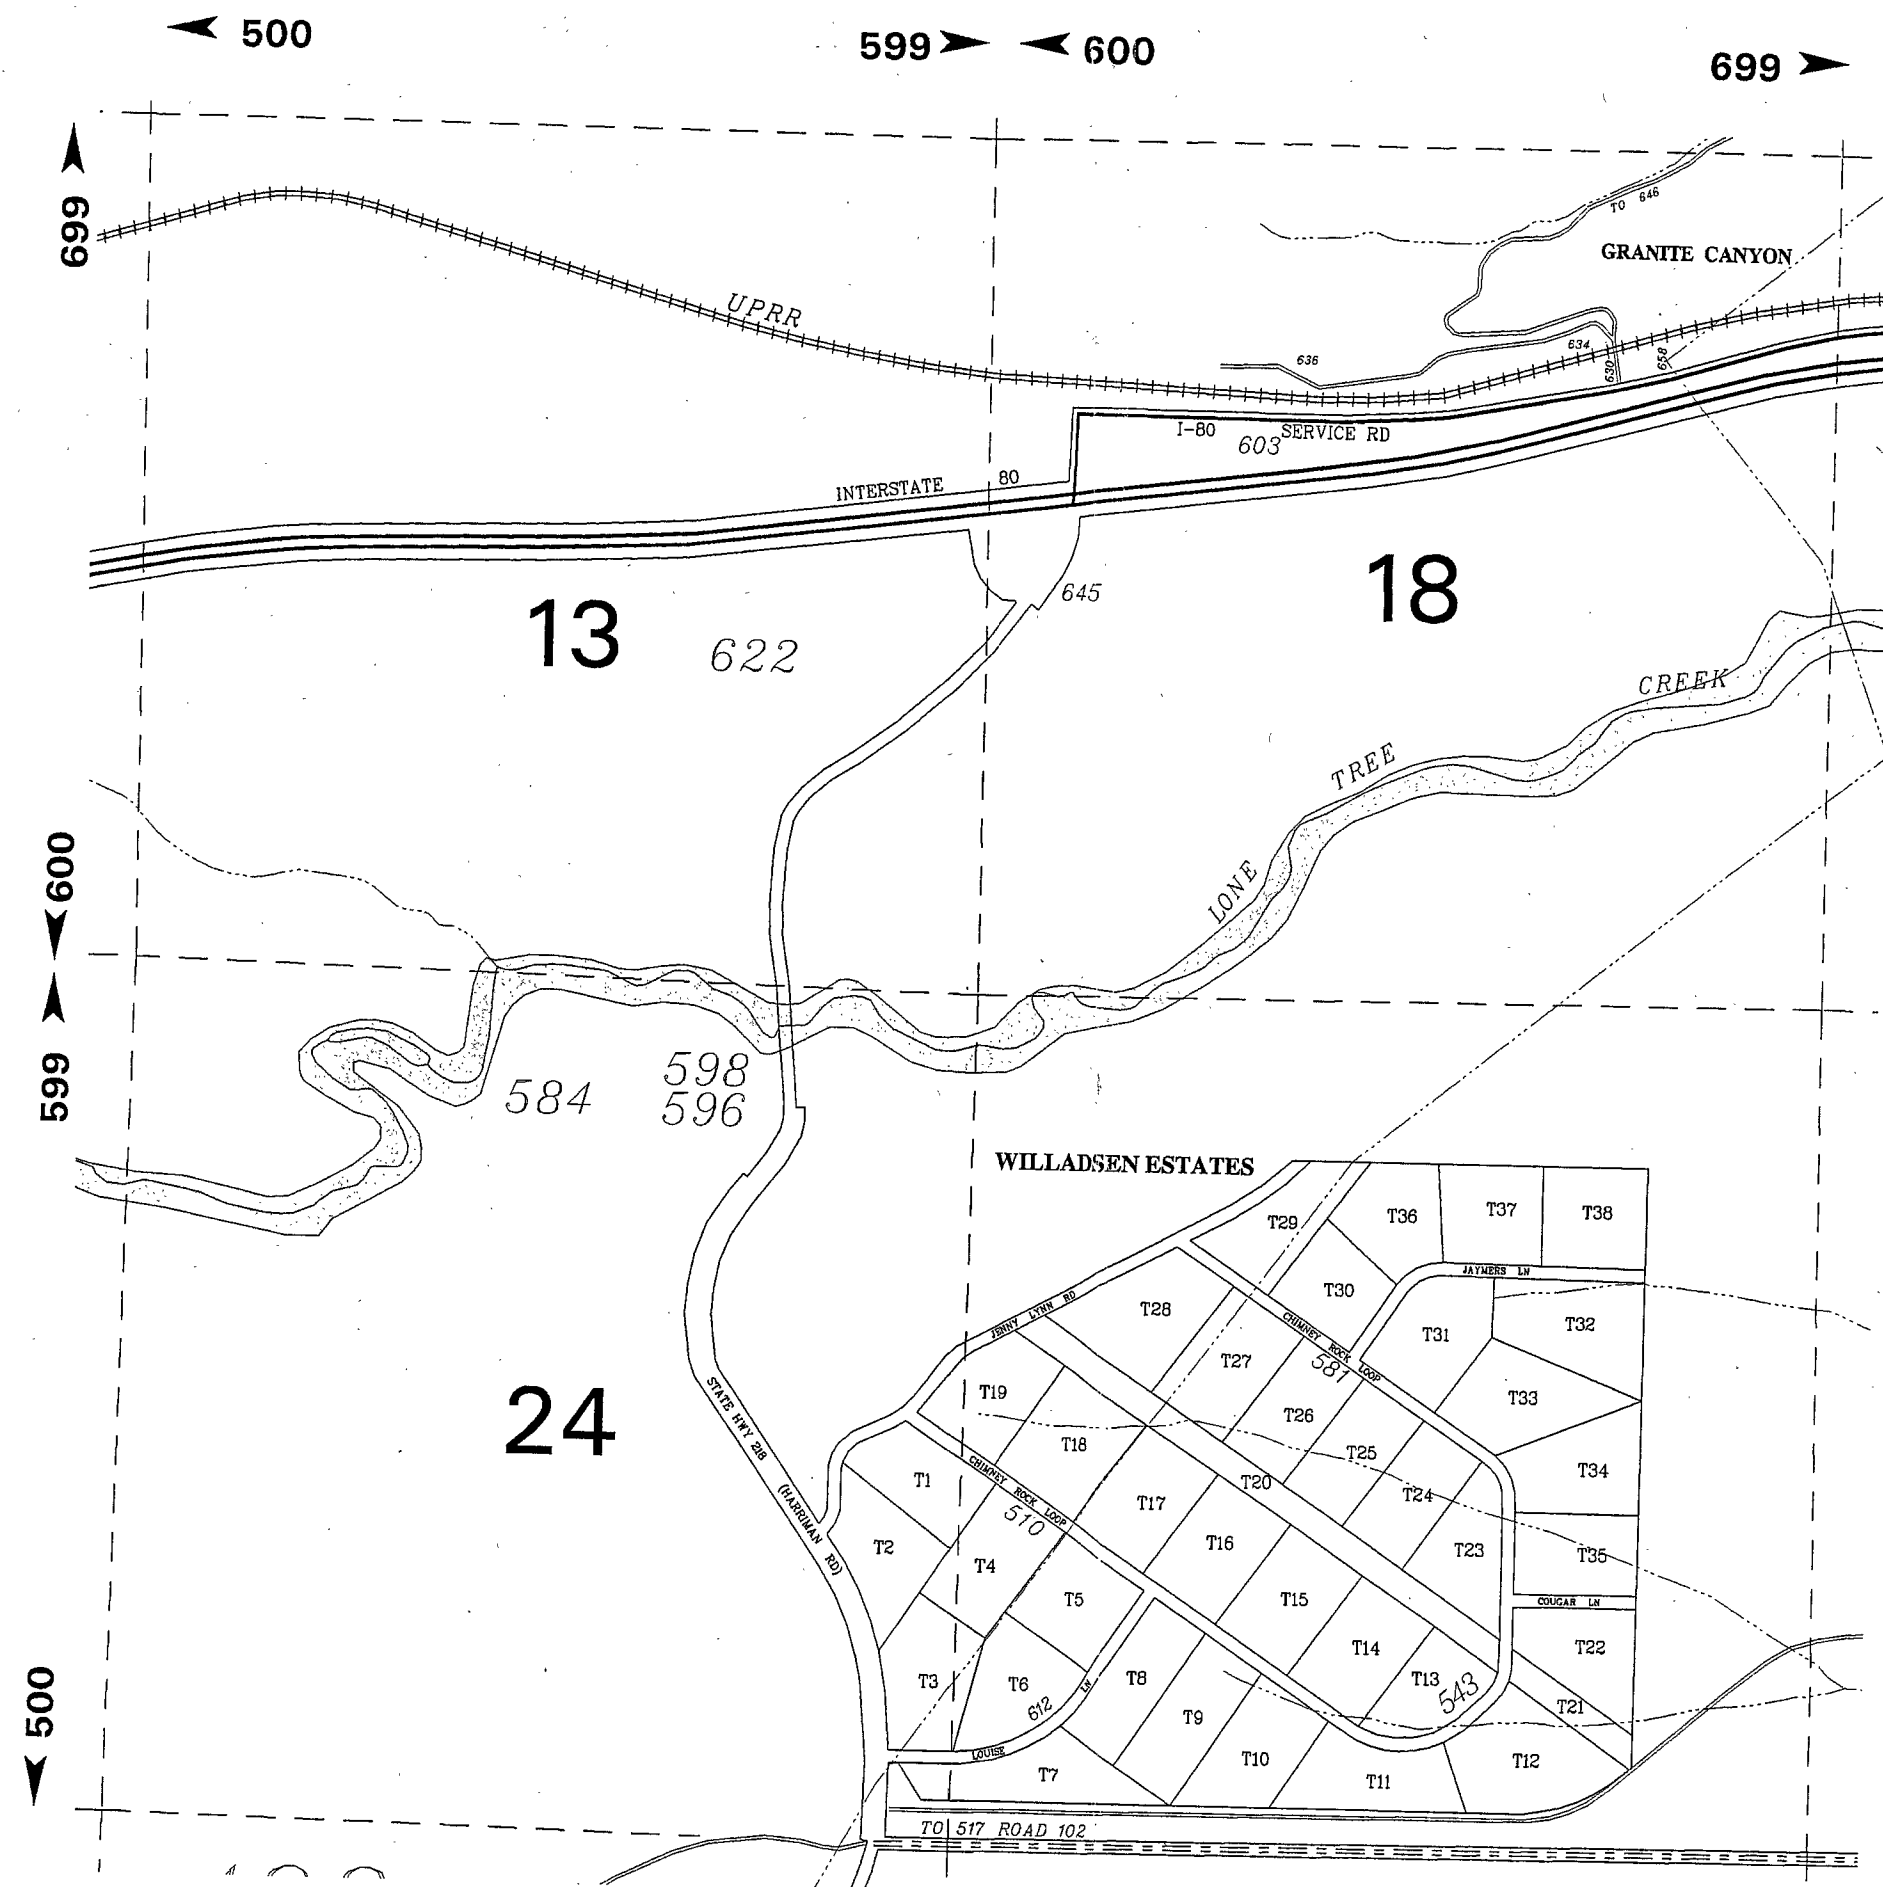 500
599
600
699
699
TO 646
GRANITE CANYON
UPRR
636
634
630
658
I-80 SERVICE RD
603
INTERSTATE 80
13
622
645
18
CREEK
TREE
LONE
600
599
584
598
596
WILLADSEN ESTATES
T29
T36
T37
T38
JAYMERS LN
T30
T28
JENNY LYNN RD
CHIMNEY ROCK LOOP
581
T31
T32
T27
T19
T33
T26
24
STATE HWY 218 (HARRIMAN RD)
T18
T25
T34
T1
CHIMNEY ROCK LOOP
510
T20
T24
T17
T2
T4
T16
T23
T35
T5
T15
COUGAR LN
T14
T22
T3
T6
T8
T13
543
612
LOUISE LN
T9
T21
500
T7
T10
T11
T12
TO 517 ROAD 102